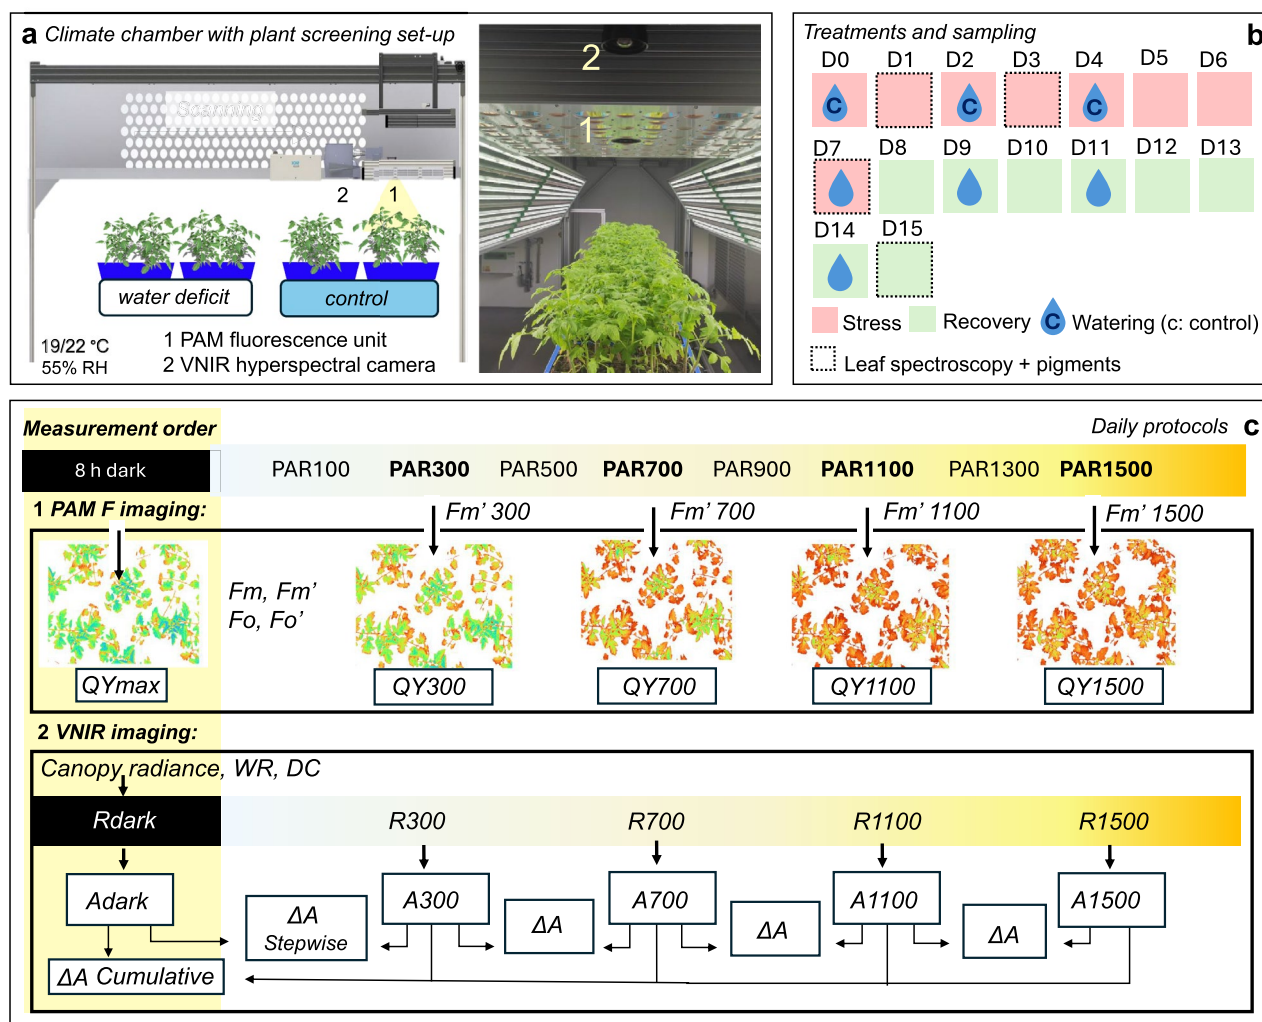 a Climate chamber with plant screening set-up
Scanning
2
1
2
1
water deficit
control
19/22 °C
55% RH
1 PAM fluorescence unit
2 VNIR hyperspectral camera
Treatments and sampling b
D0 D1 D2 D3 D4 D5 D6
C C C
D7 D8 D9 D10 D11 D12 D13
D14 D15
Stress Recovery C Watering (c: control)
Leaf spectroscopy + pigments
Measurement order
Daily protocols c
8 h dark PAR100 PAR300 PAR500 PAR700 PAR900 PAR1100 PAR1300 PAR1500
1 PAM F imaging:
Fm' 300 Fm' 700 Fm' 1100 Fm' 1500
Fm, Fm'
Fo, Fo'
QYmax QY300 QY700 QY1100 QY1500
2 VNIR imaging:
Canopy radiance, WR, DC
Rdark R300 R700 R1100 R1500
Adark A300 A700 A1100 A1500
ΔA ΔA ΔA ΔA
Stepwise
ΔA Cumulative